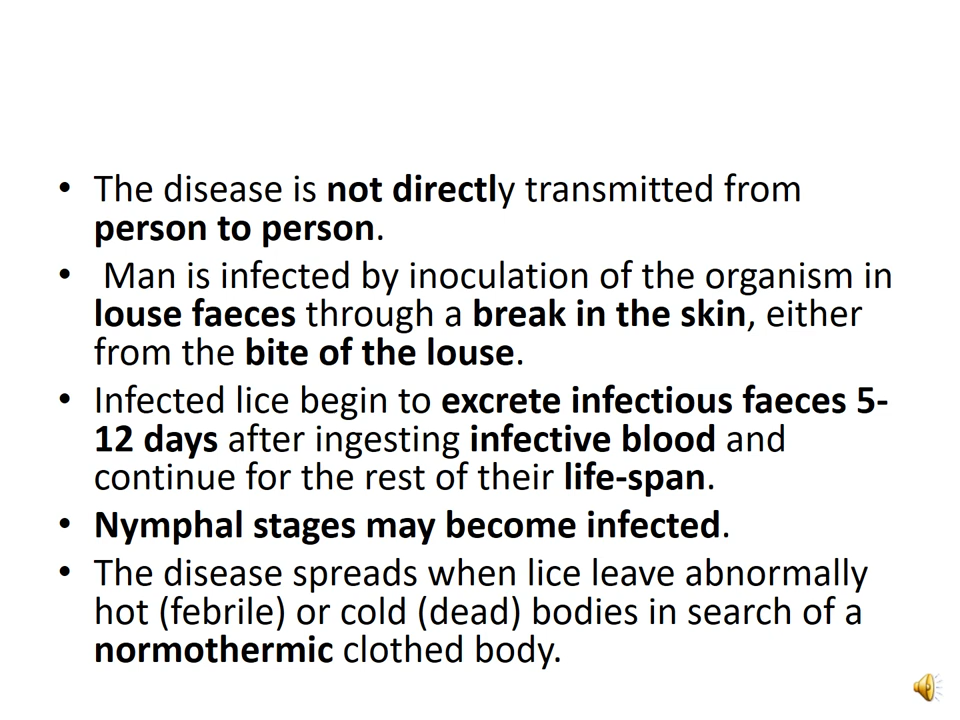 • The disease is not directly transmitted from
person to person.
• Man is infected by inoculation of the organism in
louse faeces through a break in the skin, either
from the bite of the louse.
• Infected lice begin to excrete infectious faeces 5-
12 days after ingesting infective blood and
continue for the rest of their life-span.
• Nymphal stages may become infected.
• The disease spreads when lice leave abnormally
hot (febrile) or cold (dead) bodies in search of a
normothermic clothed body.